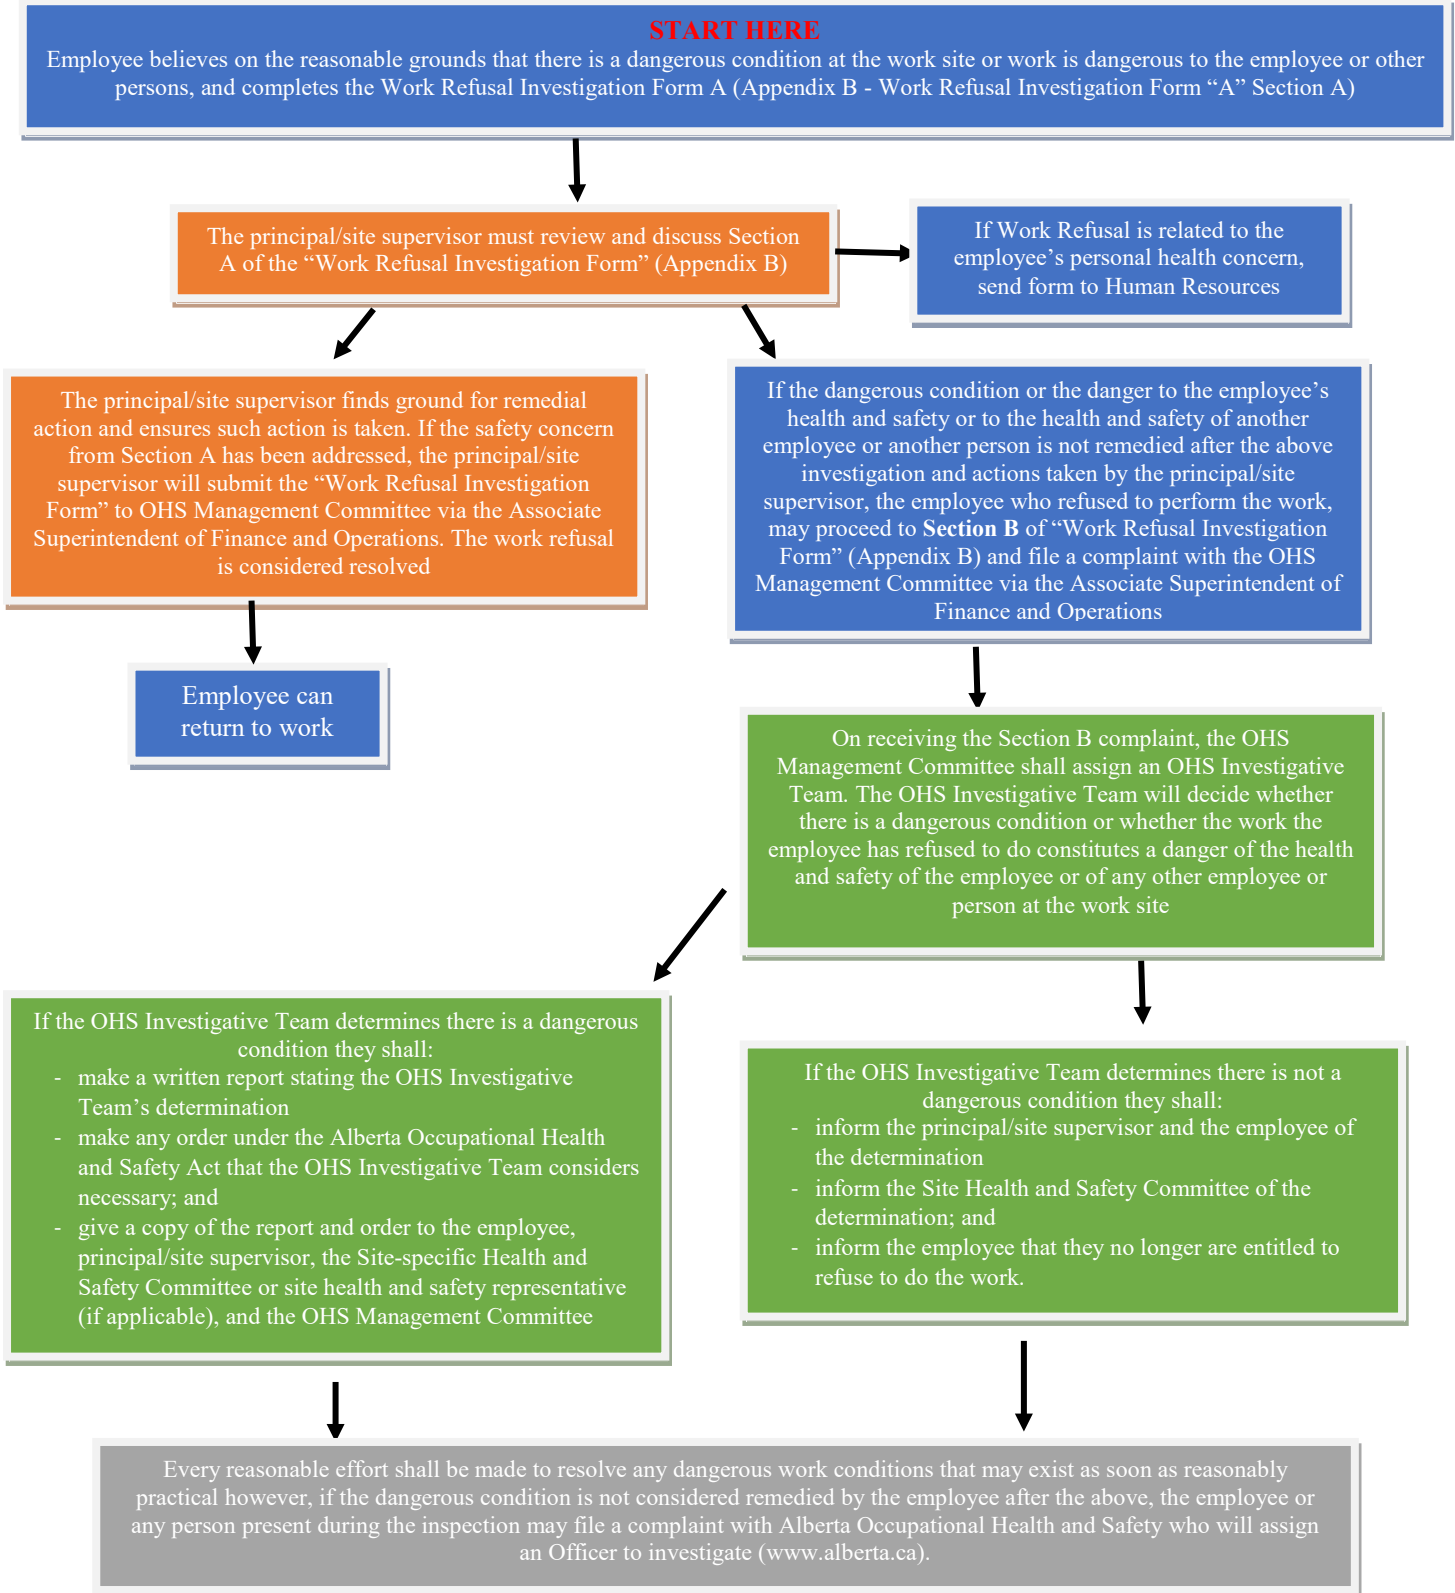 START HERE
Employee believes on the reasonable grounds that there is a dangerous condition at the work site or work is dangerous to the employee or other
persons, and completes the Work Refusal Investigation Form A (Appendix B - Work Refusal Investigation Form “A” Section A)
The principal/site supervisor must review and discuss Section
A of the “Work Refusal Investigation Form” (Appendix B)
If Work Refusal is related to the
employee’s personal health concern,
send form to Human Resources
The principal/site supervisor finds ground for remedial
action and ensures such action is taken. If the safety concern
from Section A has been addressed, the principal/site
supervisor will submit the “Work Refusal Investigation
Form” to OHS Management Committee via the Associate
Superintendent of Finance and Operations. The work refusal
is considered resolved
If the dangerous condition or the danger to the employee’s
health and safety or to the health and safety of another
employee or another person is not remedied after the above
investigation and actions taken by the principal/site
supervisor, the employee who refused to perform the work,
may proceed to Section B of “Work Refusal Investigation
Form” (Appendix B) and file a complaint with the OHS
Management Committee via the Associate Superintendent of
Finance and Operations
Employee can
return to work
On receiving the Section B complaint, the OHS
Management Committee shall assign an OHS Investigative
Team. The OHS Investigative Team will decide whether
there is a dangerous condition or whether the work the
employee has refused to do constitutes a danger of the health
and safety of the employee or of any other employee or
person at the work site
If the OHS Investigative Team determines there is a dangerous
condition they shall:
- make a written report stating the OHS Investigative
Team’s determination
- make any order under the Alberta Occupational Health
and Safety Act that the OHS Investigative Team considers
necessary; and
- give a copy of the report and order to the employee,
principal/site supervisor, the Site-specific Health and
Safety Committee or site health and safety representative
(if applicable), and the OHS Management Committee
If the OHS Investigative Team determines there is not a
dangerous condition they shall:
- inform the principal/site supervisor and the employee of
the determination
- inform the Site Health and Safety Committee of the
determination; and
- inform the employee that they no longer are entitled to
refuse to do the work.
Every reasonable effort shall be made to resolve any dangerous work conditions that may exist as soon as reasonably
practical however, if the dangerous condition is not considered remedied by the employee after the above, the employee or
any person present during the inspection may file a complaint with Alberta Occupational Health and Safety who will assign
an Officer to investigate (www.alberta.ca).